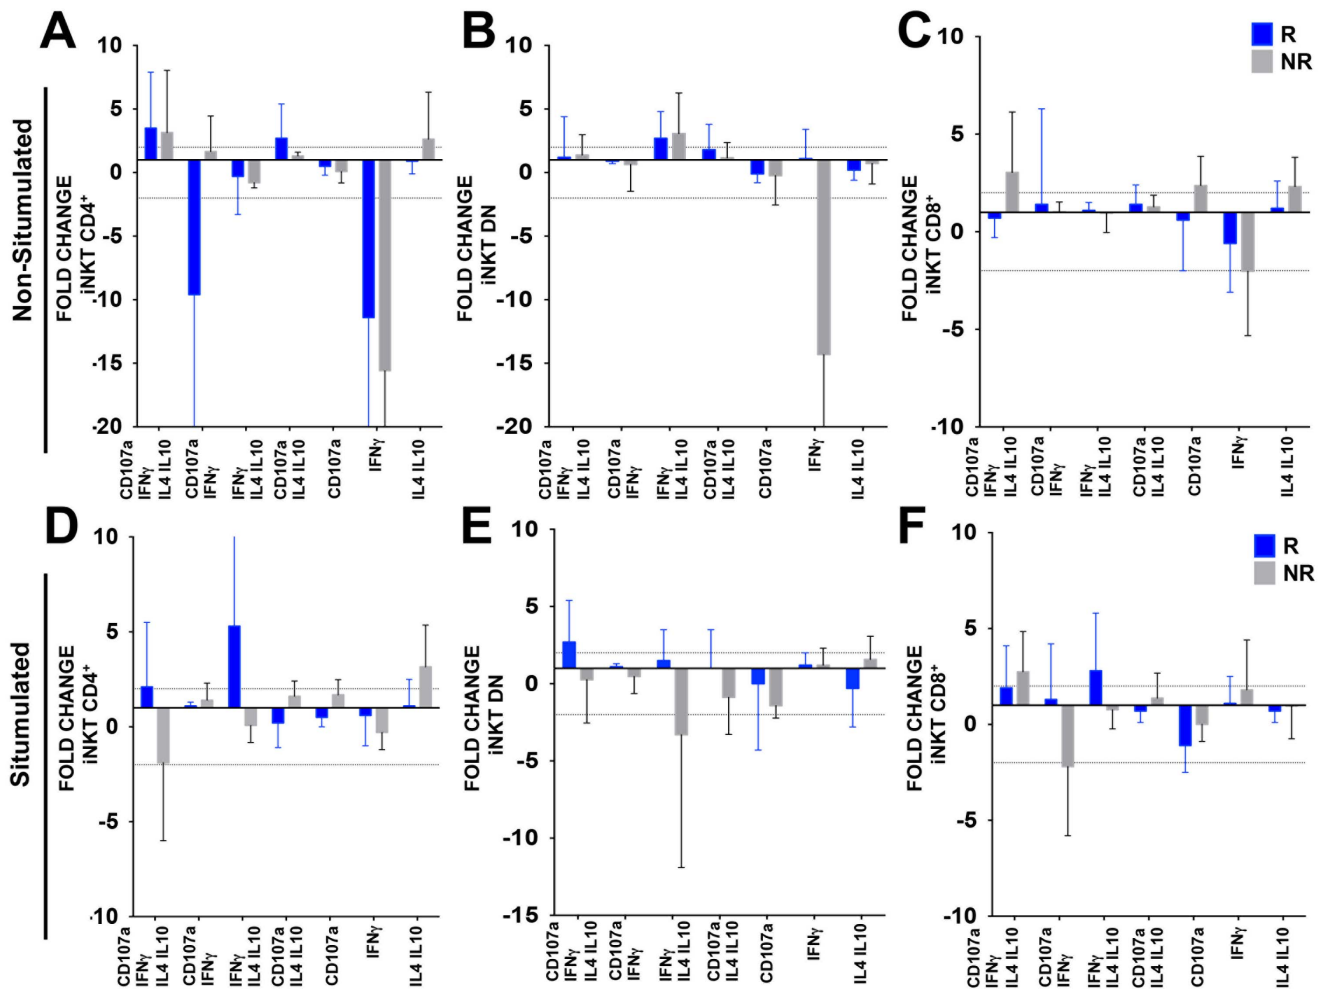 A
B
C
R
NR
Non-Situmulated
FOLD CHANGE
iNKT CD4+
10
5
0
-5
-10
-15
-20
CD107a
IFNγ
IL4 IL10
CD107a
IFNγ
IFNγ
IL4 IL10
CD107a
IL4 IL10
CD107a
IFNγ
IL4 IL10
FOLD CHANGE
iNKT DN
10
5
0
-5
-10
-15
-20
CD107a
IFNγ
IL4 IL10
CD107a
IFNγ
IFNγ
IL4 IL10
CD107a
IL4 IL10
CD107a
IFNγ
IL4 IL10
FOLD CHANGE
iNKT CD8+
10
5
0
-5
-10
CD107a
IFNγ
IL4 IL10
CD107a
IFNγ
IFNγ
IL4 IL10
CD107a
IL4 IL10
CD107a
IFNγ
IL4 IL10
D
E
F
R
NR
Situmulated
FOLD CHANGE
iNKT CD4+
10
5
0
-5
-10
CD107a
IFNγ
IL4 IL10
CD107a
IFNγ
IFNγ
IL4 IL10
CD107a
IL4 IL10
CD107a
IFNγ
IL4 IL10
FOLD CHANGE
iNKT DN
10
5
0
-5
-10
-15
CD107a
IFNγ
IL4 IL10
CD107a
IFNγ
IFNγ
IL4 IL10
CD107a
IL4 IL10
CD107a
IFNγ
IL4 IL10
FOLD CHANGE
iNKT CD8+
10
5
0
-5
-10
CD107a
IFNγ
IL4 IL10
CD107a
IFNγ
IFNγ
IL4 IL10
CD107a
IL4 IL10
CD107a
IFNγ
IL4 IL10